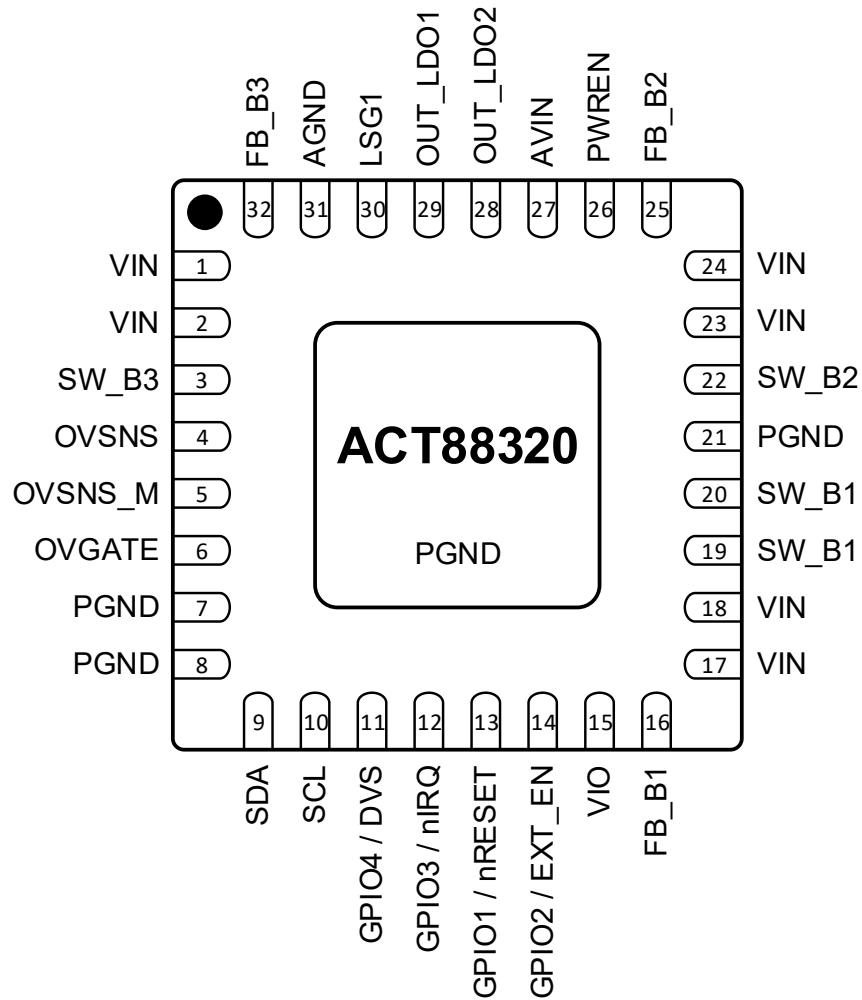 FB_B3
AGND
LSG1
OUT_LDO1
OUT_LDO2
AVIN
PWREN
FB_B2
32
31
30
29
28
27
26
25
VIN 1
VIN 2
SW_B3 3
OVSNS 4
OVSNS_M 5
OVGATE 6
PGND 7
PGND 8
24 VIN
23 VIN
22 SW_B2
21 PGND
20 SW_B1
19 SW_B1
18 VIN
17 VIN
ACT88320
PGND
9
10
11
12
13
14
15
16
SDA
SCL
GPIO4 / DVS
GPIO3 / nIRQ
GPIO1 / nRESET
GPIO2 / EXT_EN
VIO
FB_B1